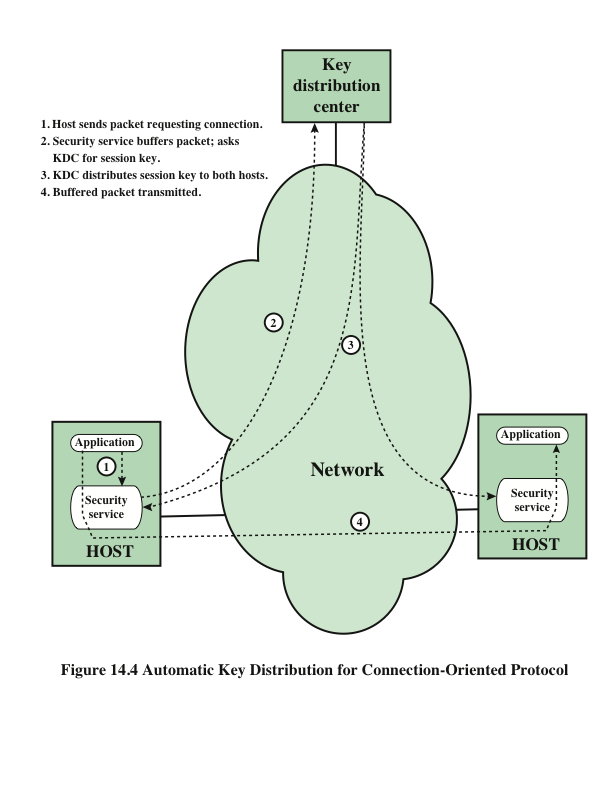 Key
distribution
center
1. Host sends packet requesting connection.
2. Security service buffers packet; asks
KDC for session key.
3. KDC distributes session key to both hosts.
4. Buffered packet transmitted.
2
3
Application
1
Security
service
HOST
Network
4
Application
Security
service
HOST
Figure 14.4 Automatic Key Distribution for Connection-Oriented Protocol